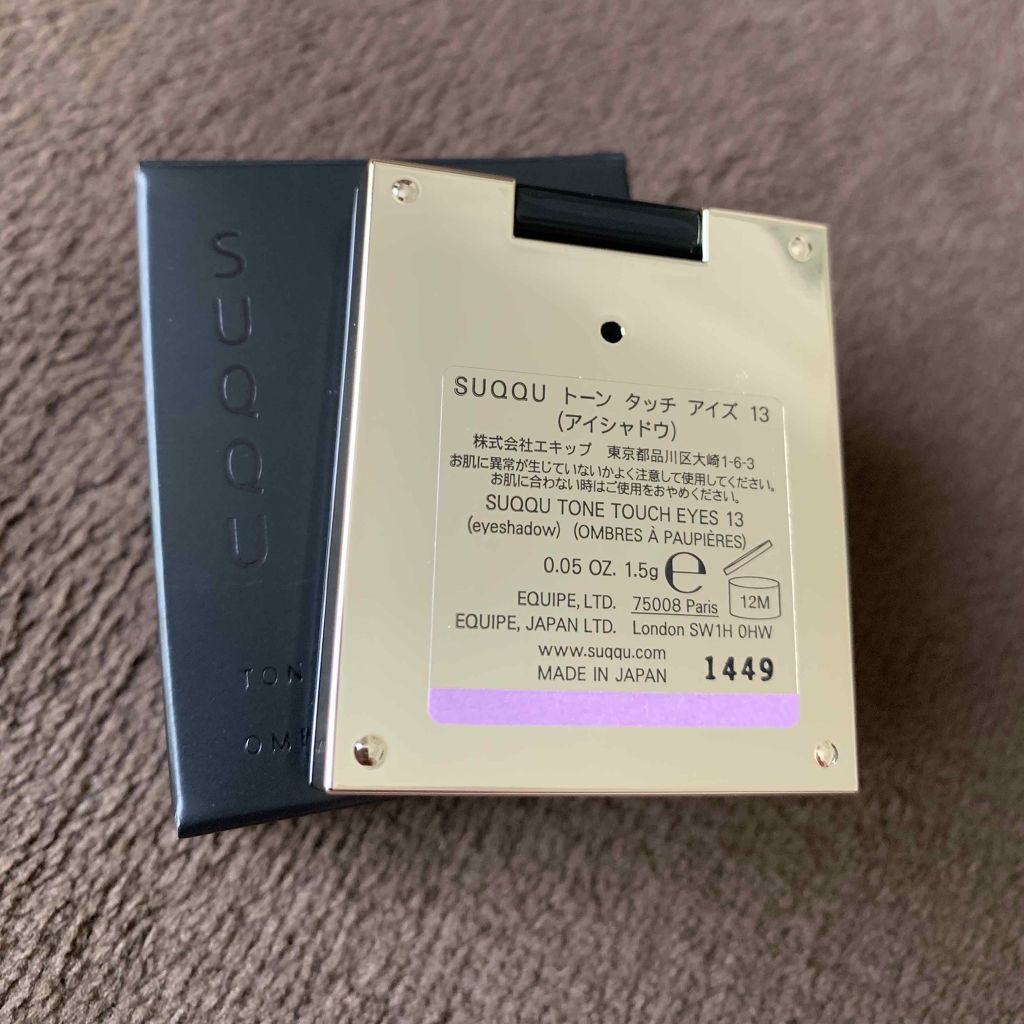 SUQQU
TON
OM
SUQQU トーン タッチ アイズ 13
(アイシャドウ)
株式会社エキップ 東京都品川区大崎1-6-3
お肌に異常が生じていないかよく注意して使用してください。
お肌に合わない時はご使用をおやめください。
SUQQU TONE TOUCH EYES 13
(eyeshadow) (OMBRES À PAUPIÈRES)
0.05 OZ. 1.5g ℮
12M
EQUIPE, LTD. 75008 Paris
EQUIPE, JAPAN LTD. London SW1H 0HW
www.suqqu.com
MADE IN JAPAN 1449